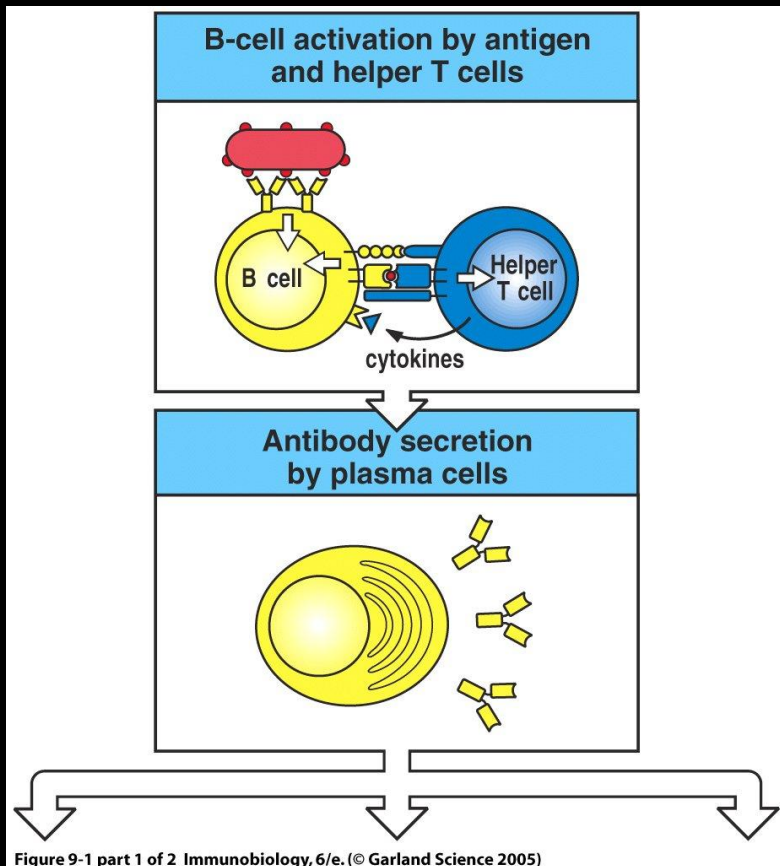 B-cell activation by antigen
and helper T cells
B cell
Helper
T cell
cytokines
Antibody secretion
by plasma cells
Figure 9-1 part 1 of 2 Immunobiology, 6/e. (© Garland Science 2005)